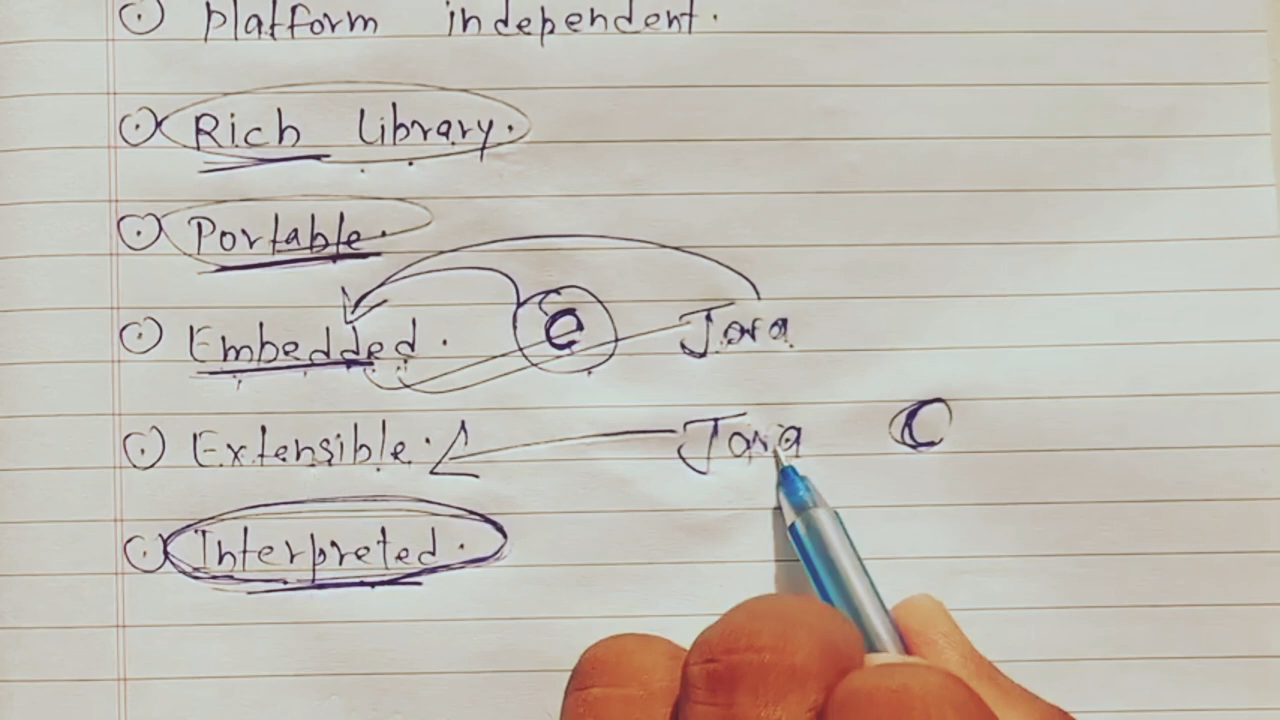 Platform independent.
Rich Library.
Portable.
Embedded. C Java
Extensible. Java C
Interpreted.